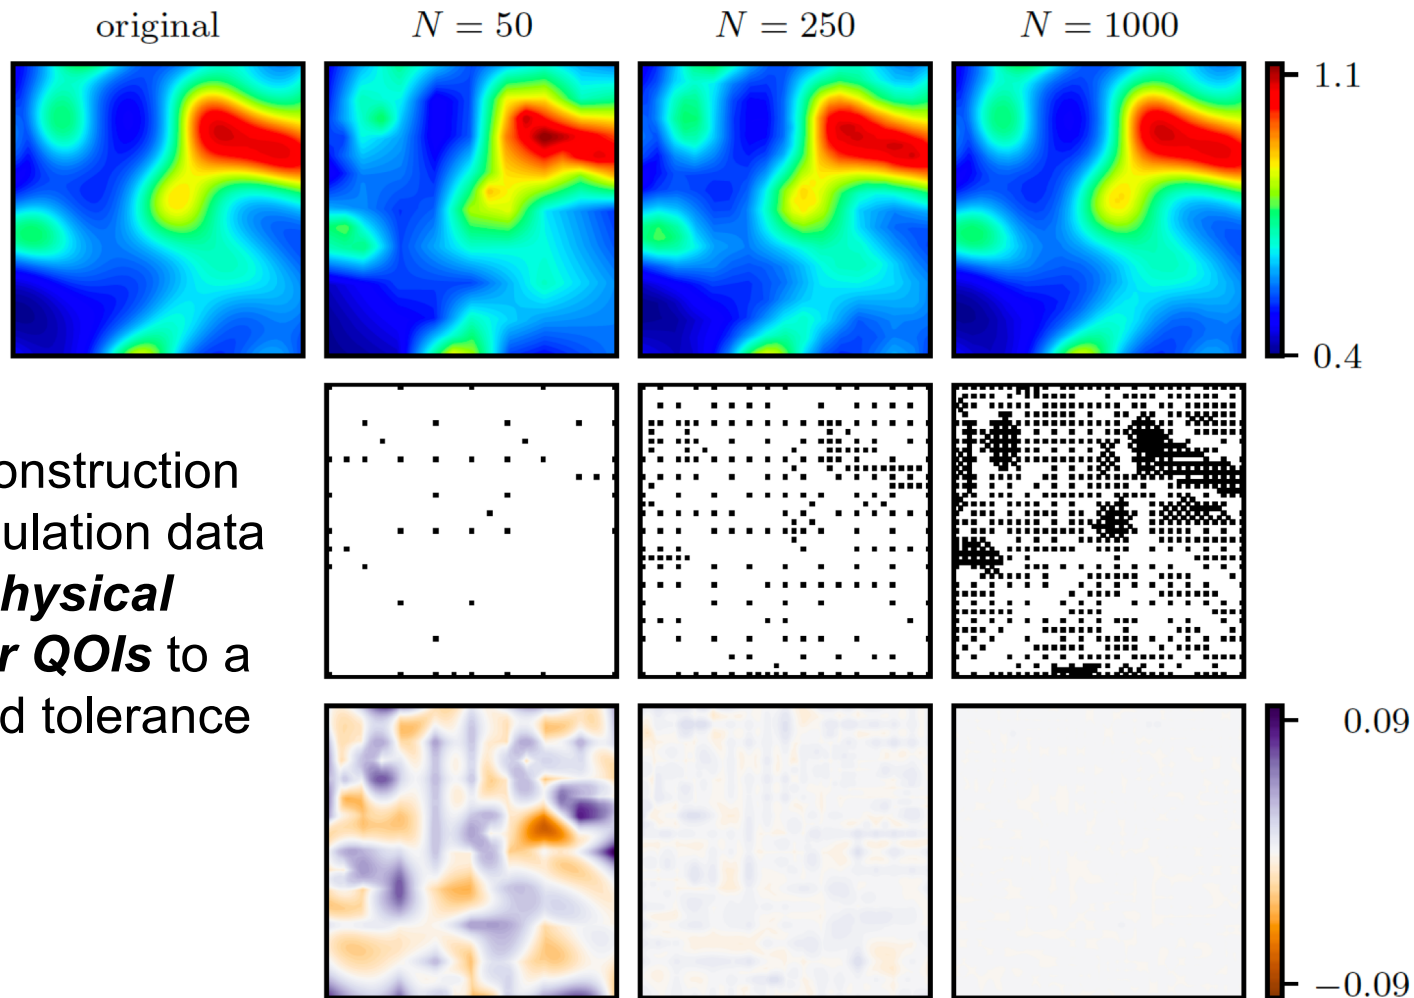 original N = 50 N = 250 N = 1000
1.1
0.4
onstruction
ulation data
hysical
r QOIs to a
d tolerance
0.09
−0.09